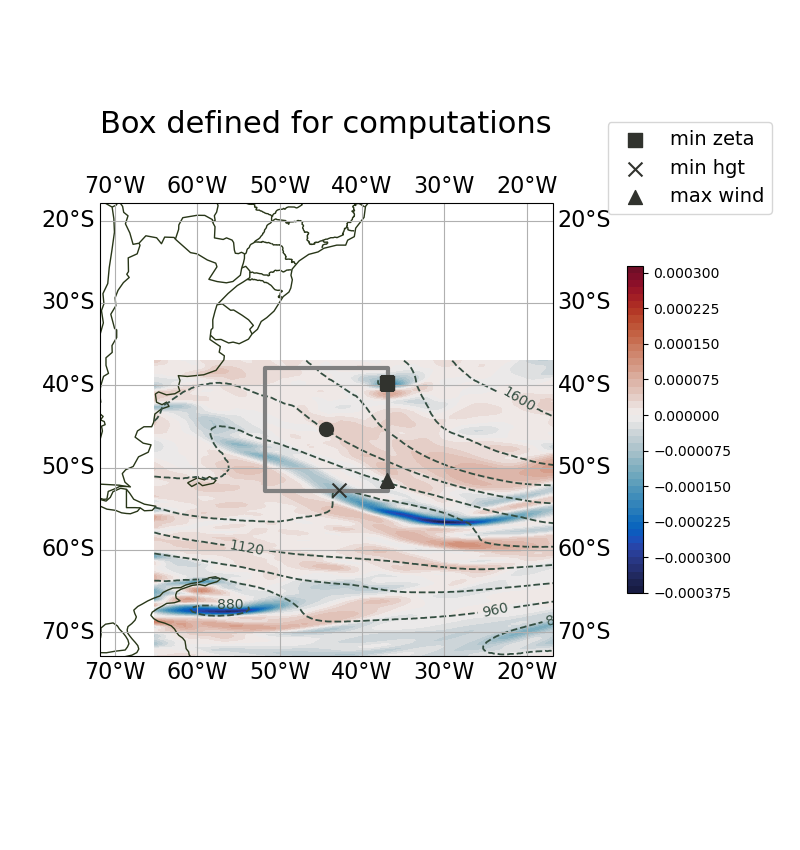 Box defined for computations
min zeta
min hgt
max wind
70°W 60°W 50°W 40°W 30°W 20°W
20°S 20°S
30°S 30°S
40°S 40°S
50°S 50°S
60°S 60°S
70°S 70°S
70°W 60°W 50°W 40°W 30°W 20°W
1600
1120
960
880
0.000300
0.000225
0.000150
0.000075
0.000000
−0.000075
−0.000150
−0.000225
−0.000300
−0.000375